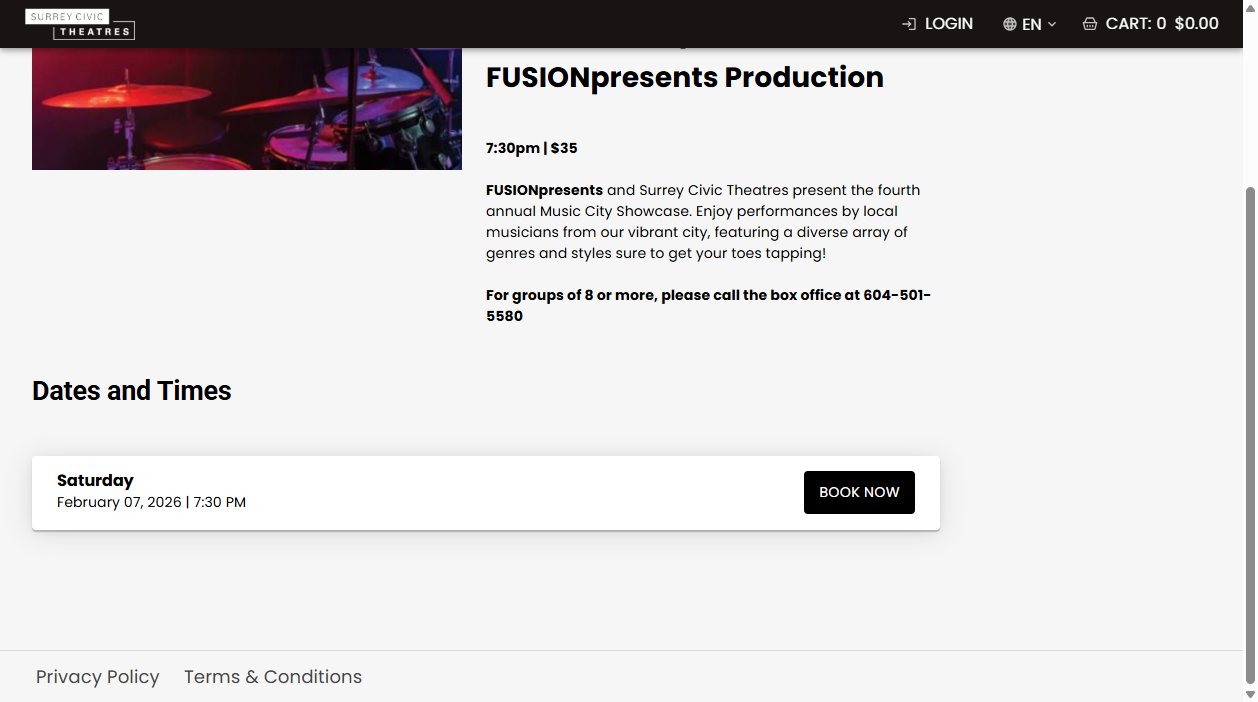 SURREY CIVIC
THEATRES
LOGIN
EN
CART: 0 $0.00
FUSIONpresents Production
7:30pm | $35
FUSIONpresents and Surrey Civic Theatres present the fourth
annual Music City Showcase. Enjoy performances by local
musicians from our vibrant city, featuring a diverse array of
genres and styles sure to get your toes tapping!
For groups of 8 or more, please call the box office at 604-501-
5580
Dates and Times
Saturday
February 07, 2026 | 7:30 PM
BOOK NOW
Privacy Policy
Terms & Conditions